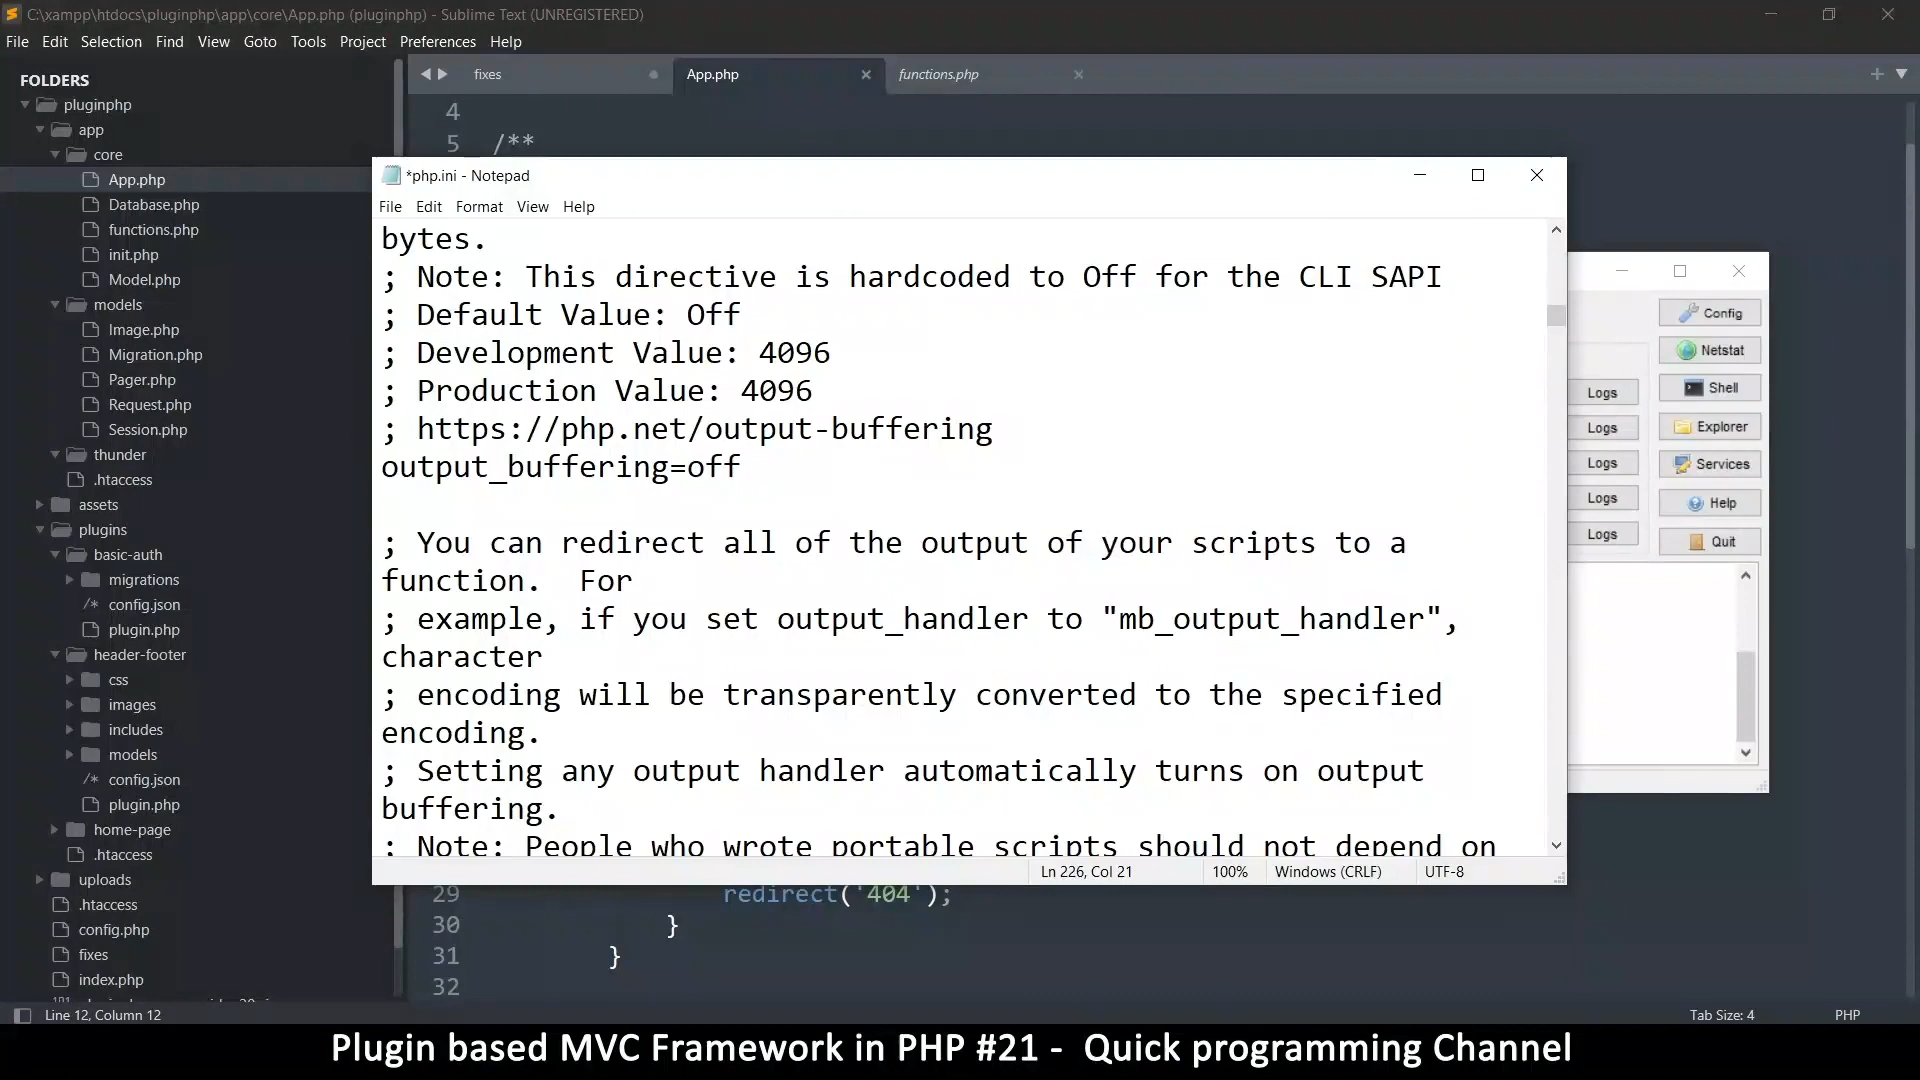 C:\xampp\htdocs\pluginphp\app\core\App.php (pluginphp) - Sublime Text (UNREGISTERED)
File Edit Selection Find View Goto Tools Project Preferences Help
FOLDERS
pluginphp
app
core
App.php
Database.php
functions.php
init.php
Model.php
models
Image.php
Migration.php
Pager.php
Request.php
Session.php
thunder
.htaccess
assets
plugins
basic-auth
migrations
/* config.json
plugin.php
header-footer
css
images
includes
models
/* config.json
plugin.php
home-page
.htaccess
uploads
.htaccess
config.php
fixes
index.php
fixes App.php functions.php
4
5 /**
*php.ini - Notepad
File Edit Format View Help
bytes.
; Note: This directive is hardcoded to Off for the CLI SAPI
; Default Value: Off
; Development Value: 4096
; Production Value: 4096
; https://php.net/output-buffering
output_buffering=off
; You can redirect all of the output of your scripts to a
function.  For
; example, if you set output_handler to "mb_output_handler",
character
; encoding will be transparently converted to the specified
encoding.
; Setting any output handler automatically turns on output
buffering.
; Note: People who wrote portable scripts should not depend on
Ln 226, Col 21 100% Windows (CRLF) UTF-8
Config
Netstat
Logs Shell
Logs Explorer
Logs Services
Logs Help
Logs Quit
29 redirect('404');
30 }
31 }
32
Line 12, Column 12 Tab Size: 4 PHP
Plugin based MVC Framework in PHP #21 - Quick programming Channel